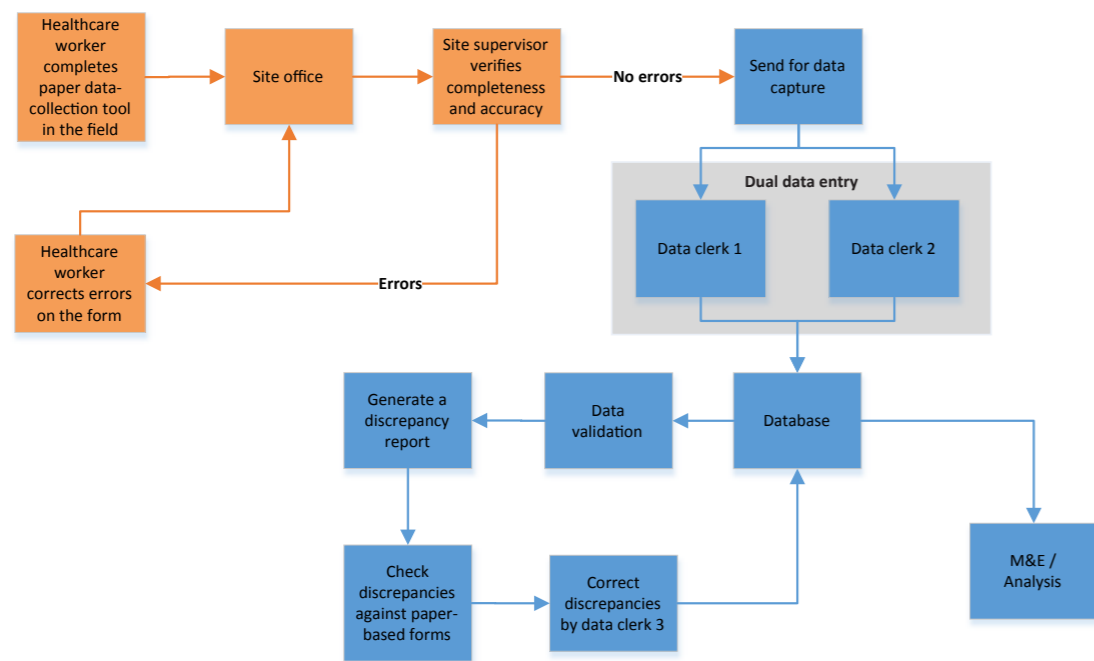 Healthcare
worker
completes
paper data-
collection tool
in the field
Site office
Site supervisor
verifies
completeness
and accuracy
No errors
Send for data
capture
Dual data entry
Data clerk 1
Data clerk 2
Healthcare
worker
corrects errors
on the form
Errors
Generate a
discrepancy
report
Data
validation
Database
Check
discrepancies
against paper-
based forms
Correct
discrepancies
by data clerk 3
M&E /
Analysis